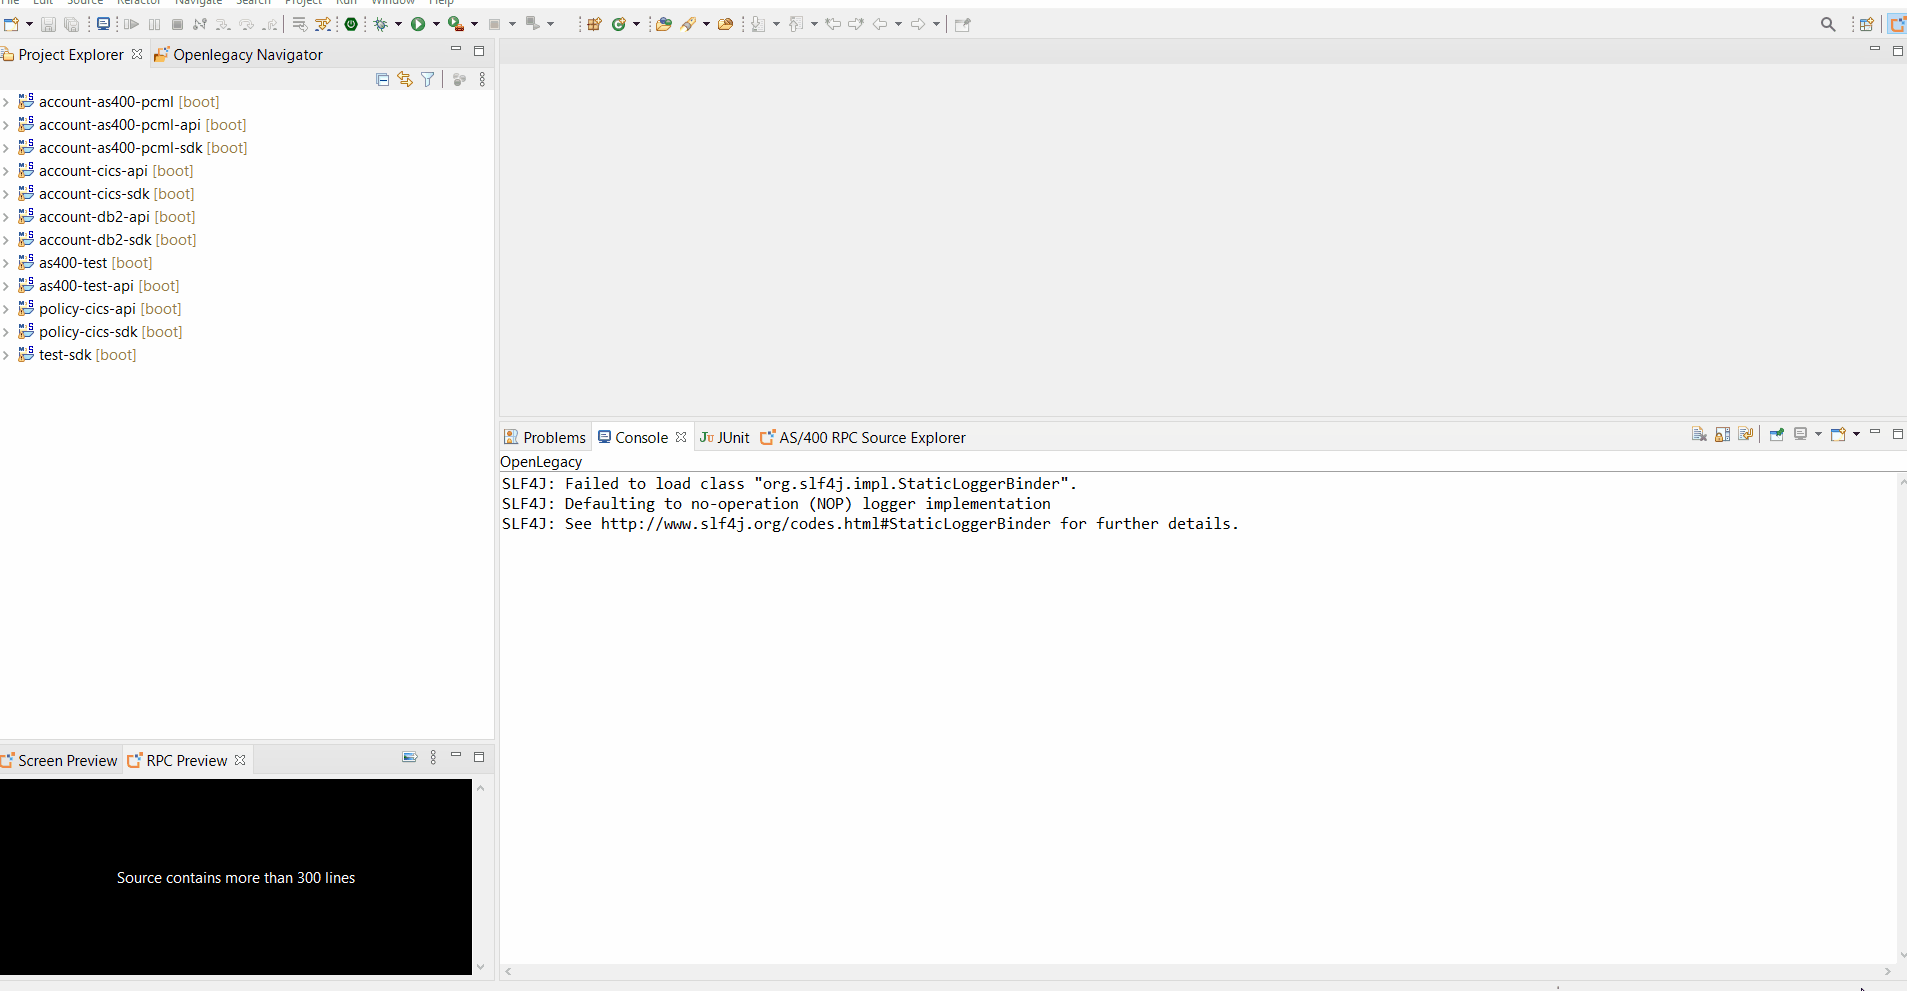 File Edit Source Refactor Navigate Search Project Run Window Help
Project Explorer
Openlegacy Navigator
account-as400-pcml [boot]
account-as400-pcml-api [boot]
account-as400-pcml-sdk [boot]
account-cics-api [boot]
account-cics-sdk [boot]
account-db2-api [boot]
account-db2-sdk [boot]
as400-test [boot]
as400-test-api [boot]
policy-cics-api [boot]
policy-cics-sdk [boot]
test-sdk [boot]
Problems
Console
JUnit
AS/400 RPC Source Explorer
OpenLegacy
SLF4J: Failed to load class "org.slf4j.impl.StaticLoggerBinder".
SLF4J: Defaulting to no-operation (NOP) logger implementation
SLF4J: See http://www.slf4j.org/codes.html#StaticLoggerBinder for further details.
Screen Preview
RPC Preview
Source contains more than 300 lines